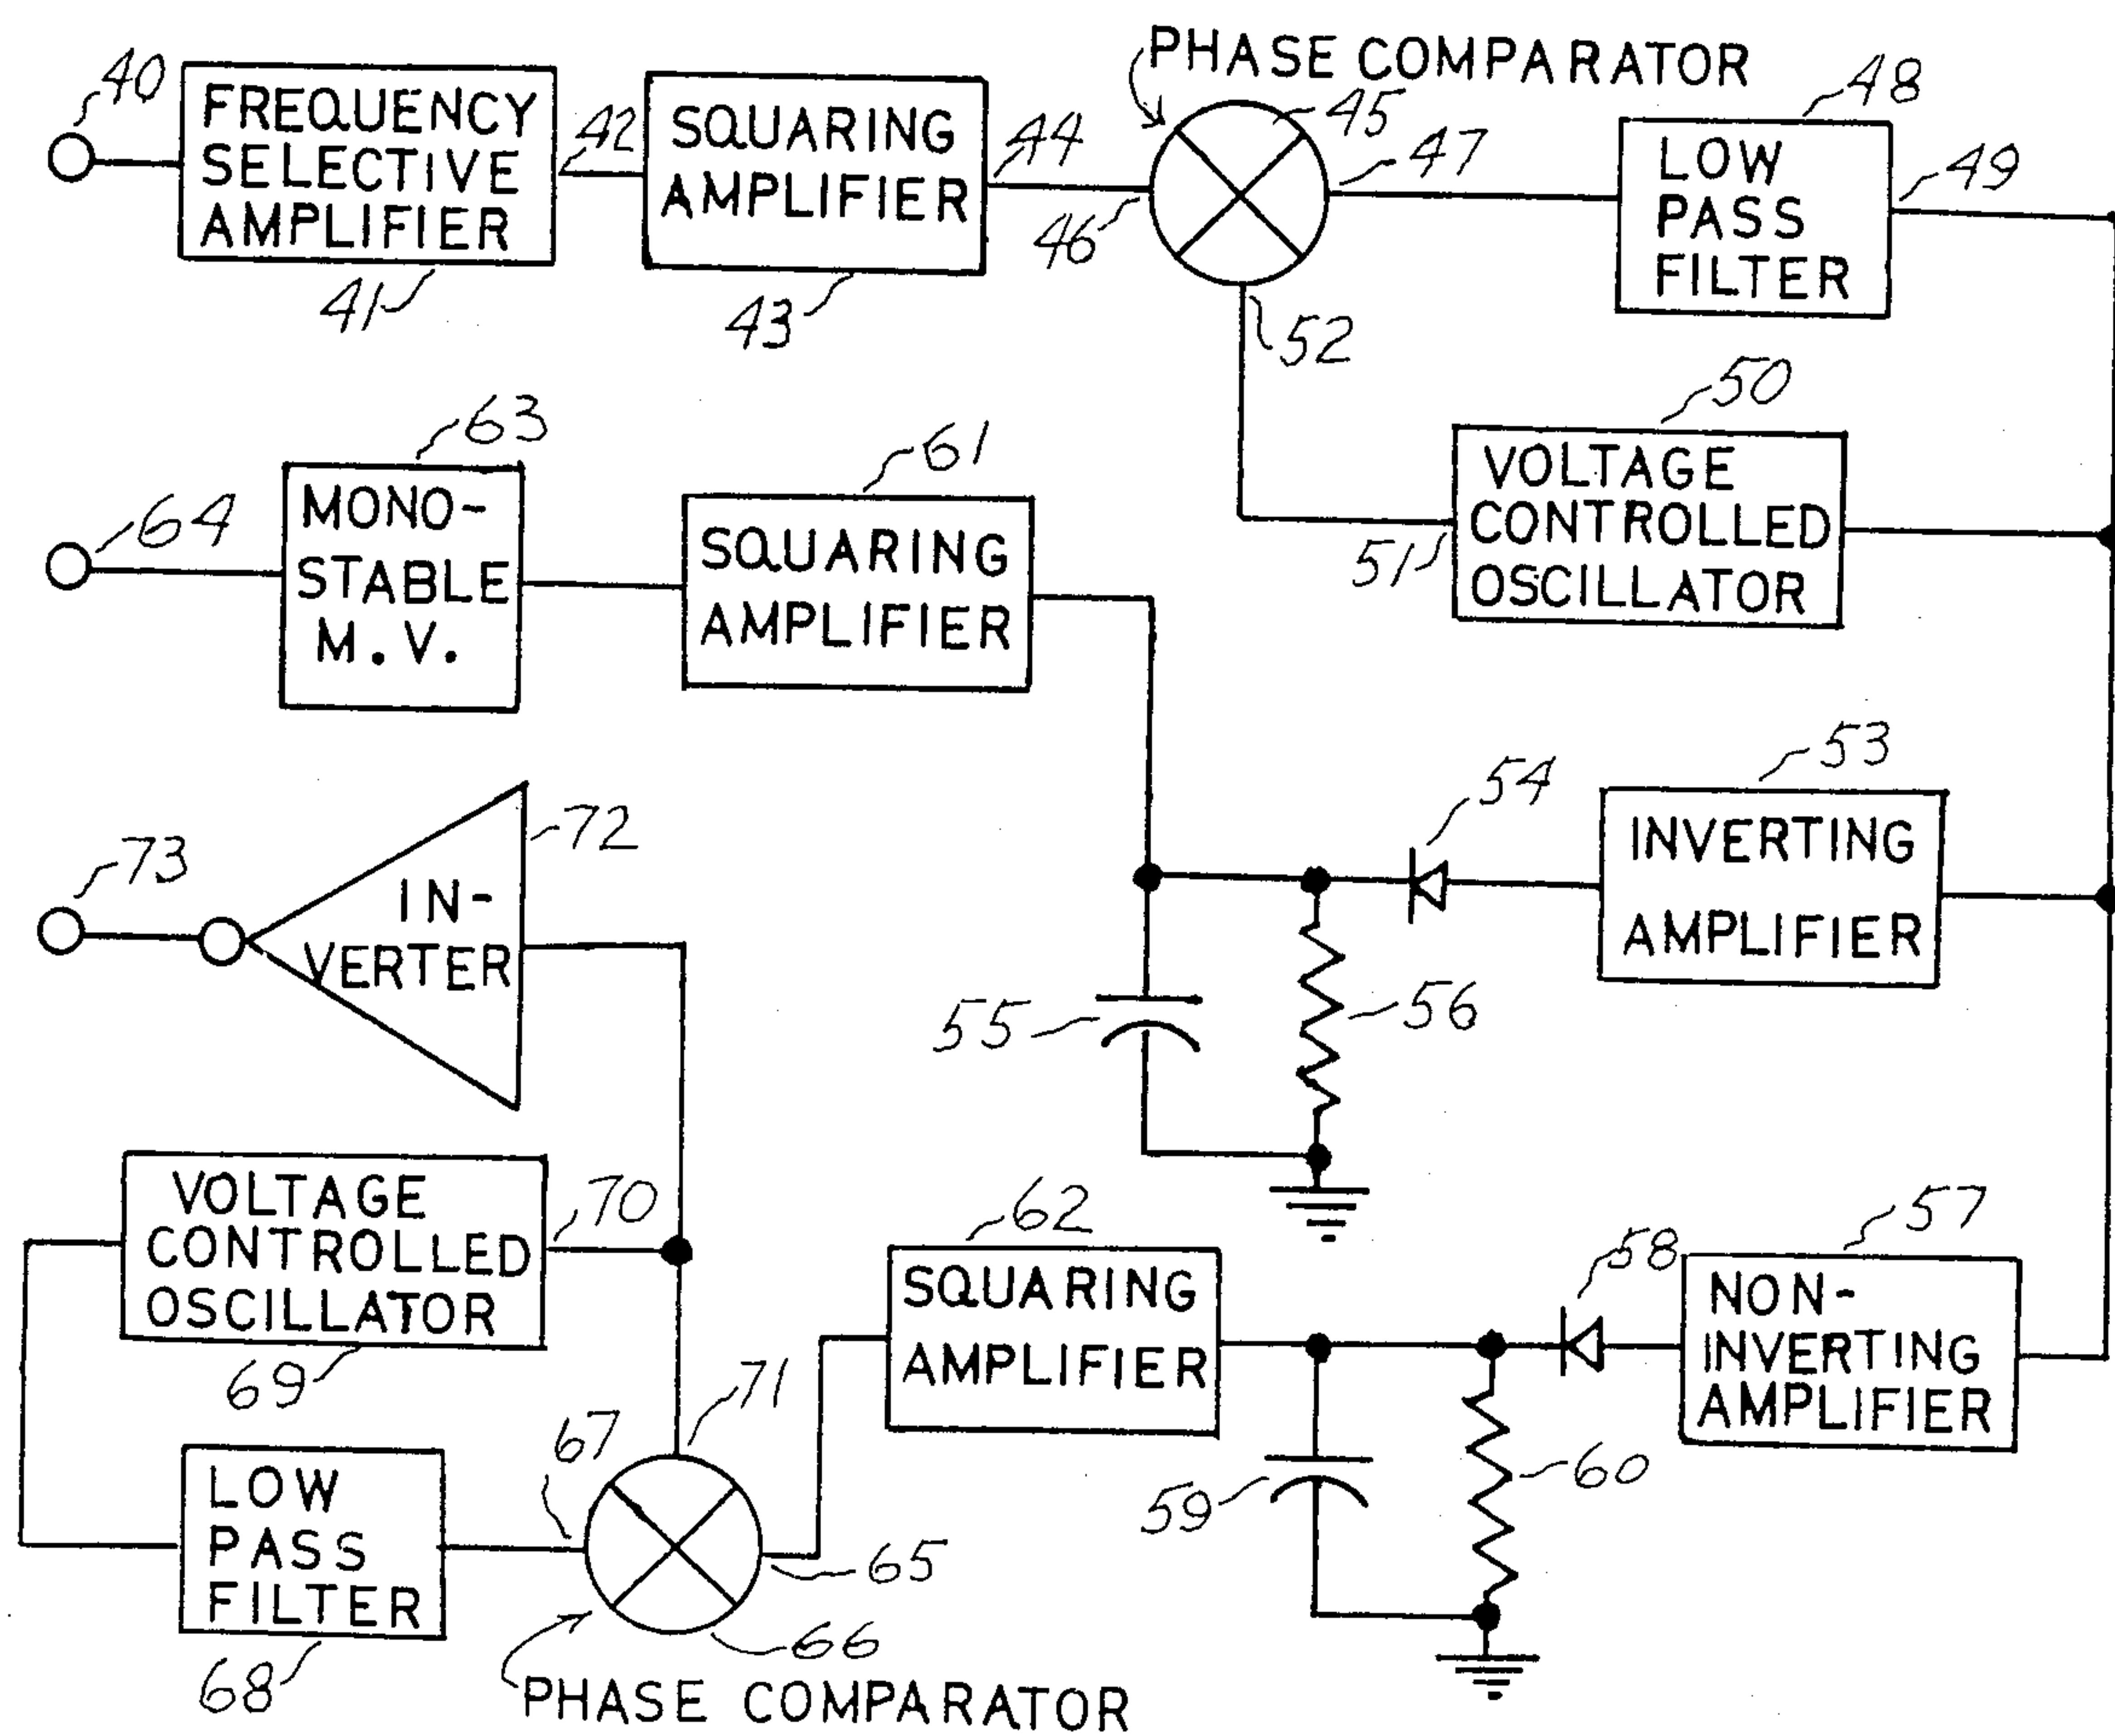 PHASE COMPARATOR
40
FREQUENCY
SELECTIVE
AMPLIFIER
41
42
SQUARING
AMPLIFIER
43
44
45
46
47
48
LOW
PASS
FILTER
49
52
50
VOLTAGE
CONTROLLED
OSCILLATOR
51
63
64
MONO-
STABLE
M.V.
61
SQUARING
AMPLIFIER
53
INVERTING
AMPLIFIER
54
72
73
IN-
VERTER
55
56
VOLTAGE
CONTROLLED
OSCILLATOR
70
69
62
SQUARING
AMPLIFIER
58
57
NON-
INVERTING
AMPLIFIER
71
67
LOW
PASS
FILTER
68
65
66
59
60
PHASE COMPARATOR